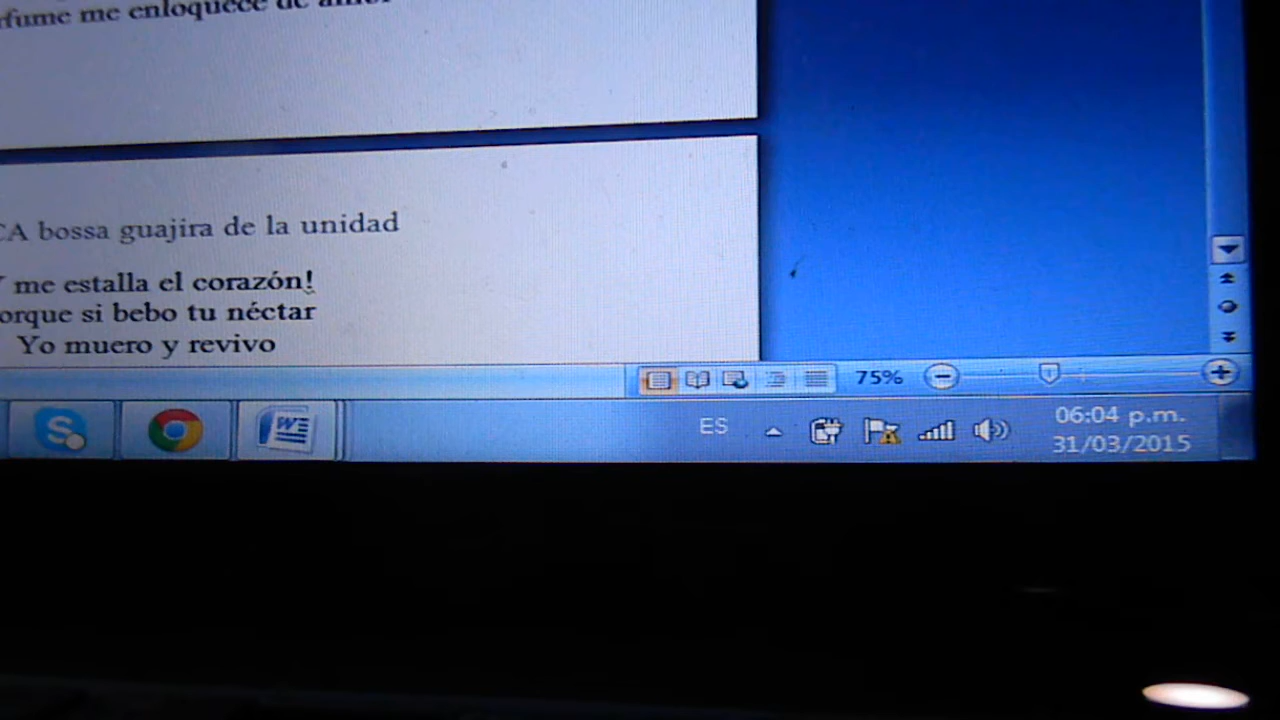 me enloquece de amor
CA bossa guajira de la unidad
Y me estalla el corazón!
orque si bebo tu néctar
Yo muero y revivo
75%
ES
06:04 p.m.
31/03/2015